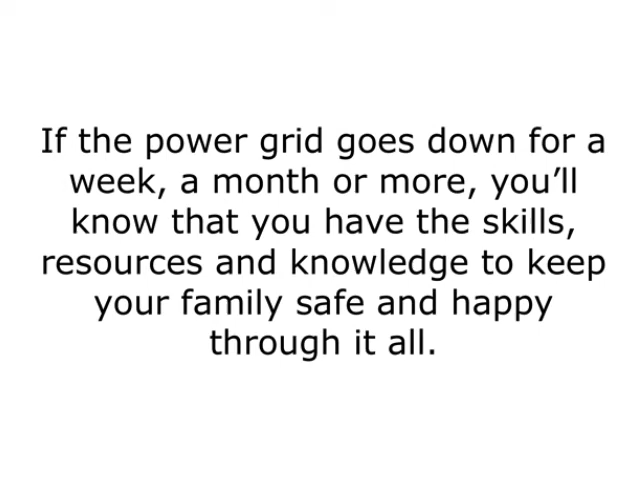 If the power grid goes down for a
week, a month or more, you’ll
know that you have the skills,
resources and knowledge to keep
your family safe and happy
through it all.